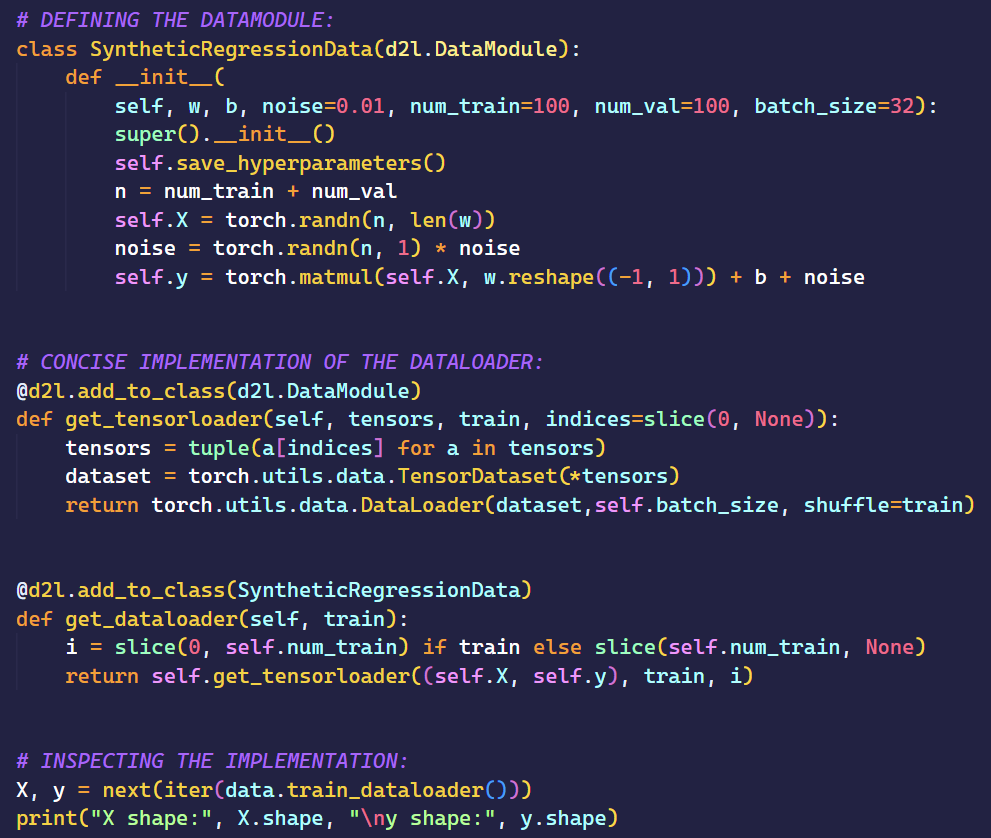 # DEFINING THE DATAMODULE:
class SyntheticRegressionData(d2l.DataModule):
    def __init__(
        self, w, b, noise=0.01, num_train=100, num_val=100, batch_size=32):
        super().__init__()
        self.save_hyperparameters()
        n = num_train + num_val
        self.X = torch.randn(n, len(w))
        noise = torch.randn(n, 1) * noise
        self.y = torch.matmul(self.X, w.reshape((-1, 1))) + b + noise
# CONCISE IMPLEMENTATION OF THE DATALOADER:
@d2l.add_to_class(d2l.DataModule)
def get_tensorloader(self, tensors, train, indices=slice(0, None)):
    tensors = tuple(a[indices] for a in tensors)
    dataset = torch.utils.data.TensorDataset(*tensors)
    return torch.utils.data.DataLoader(dataset,self.batch_size, shuffle=train)
@d2l.add_to_class(SyntheticRegressionData)
def get_dataloader(self, train):
    i = slice(0, self.num_train) if train else slice(self.num_train, None)
    return self.get_tensorloader((self.X, self.y), train, i)
# INSPECTING THE IMPLEMENTATION:
X, y = next(iter(data.train_dataloader()))
print("X shape:", X.shape, "\ny shape:", y.shape)